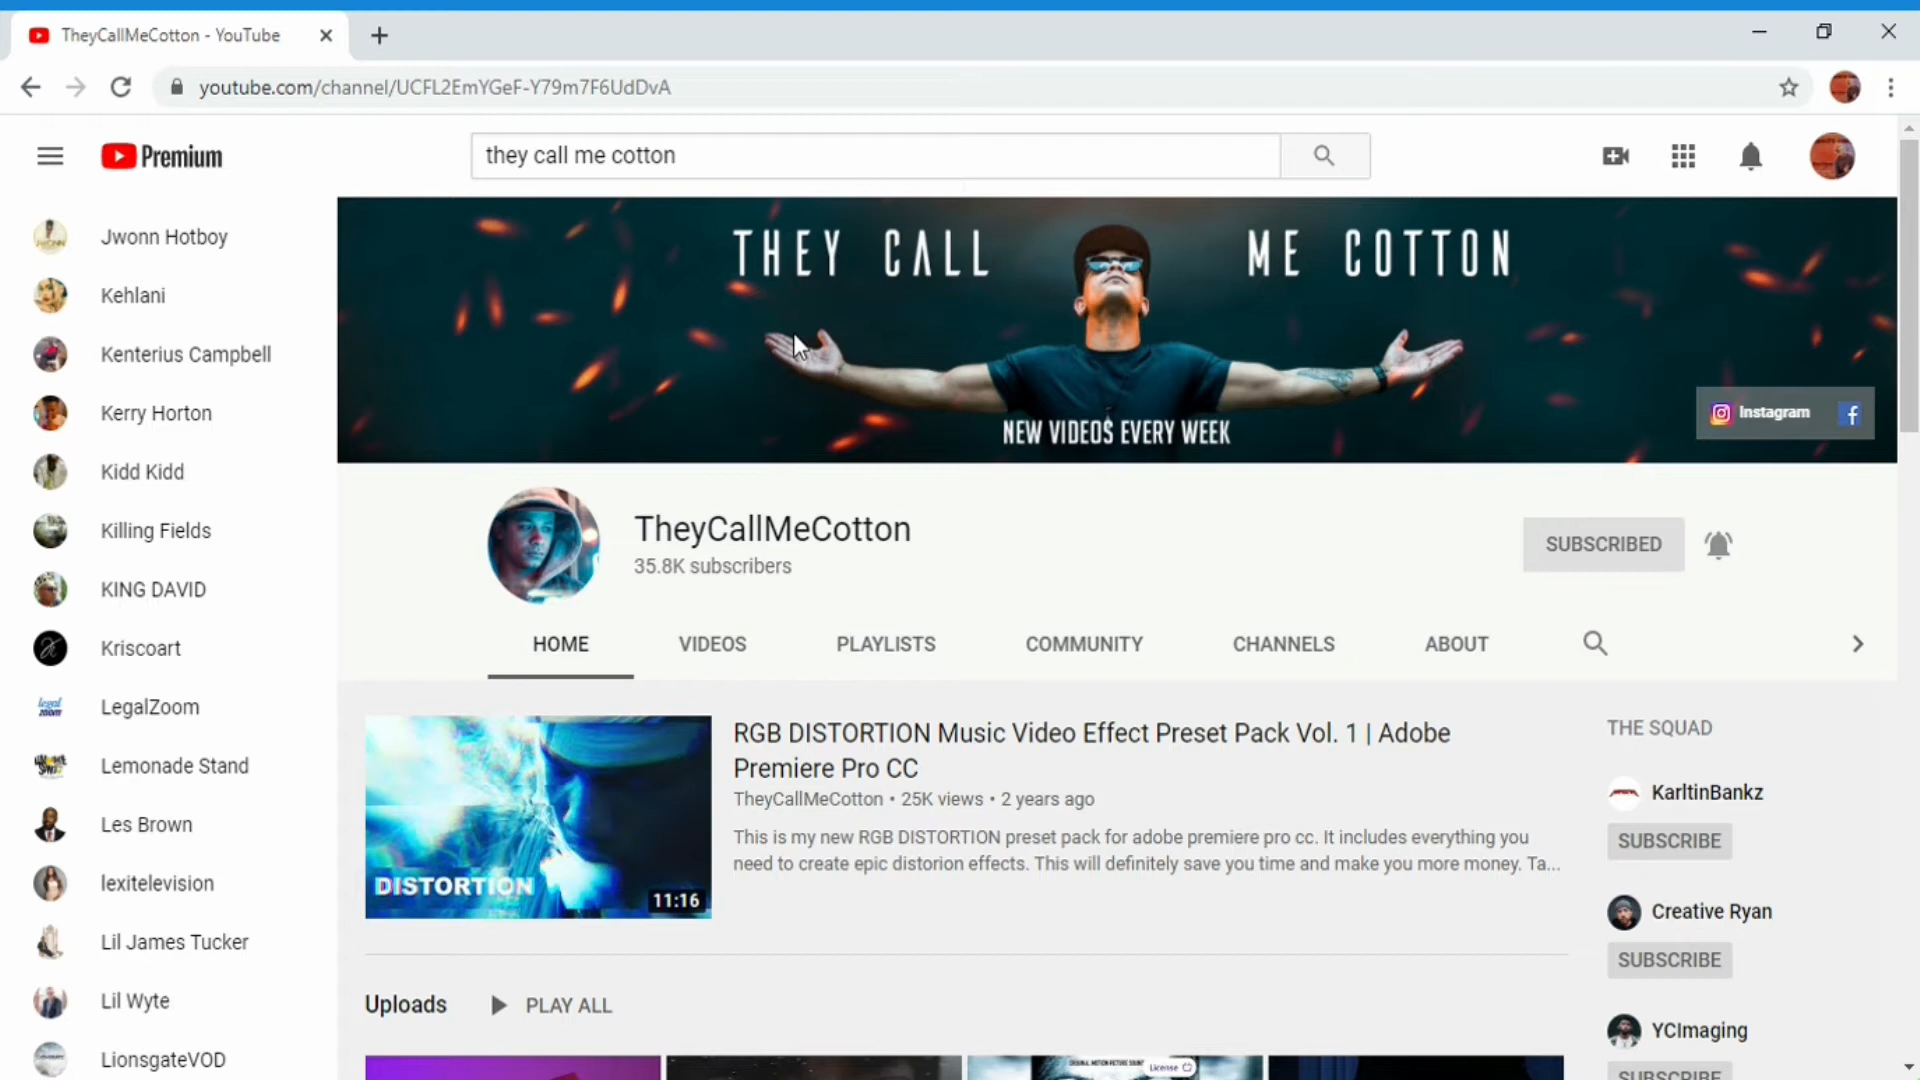 TheyCallMeCotton - YouTube
youtube.com/channel/UCFL2EmYGeF-Y79m7F6UdDvA
Premium
they call me cotton
Jwonn Hotboy
Kehlani
Kenterius Campbell
Kerry Horton
Kidd Kidd
Killing Fields
KING DAVID
Kriscoart
LegalZoom
Lemonade Stand
Les Brown
lexitelevision
Lil James Tucker
Lil Wyte
LionsgateVOD
THEY CALL ME COTTON
NEW VIDEOS EVERY WEEK
Instagram
TheyCallMeCotton
35.8K subscribers
SUBSCRIBED
HOME VIDEOS PLAYLISTS COMMUNITY CHANNELS ABOUT
DISTORTION
11:16
RGB DISTORTION Music Video Effect Preset Pack Vol. 1 | Adobe
Premiere Pro CC
TheyCallMeCotton • 25K views • 2 years ago
This is my new RGB DISTORTION preset pack for adobe premiere pro cc. It includes everything you
need to create epic distorion effects. This will definitely save you time and make you more money. Ta...
THE SQUAD
KarltinBankz
SUBSCRIBE
Creative Ryan
SUBSCRIBE
YCImaging
SUBSCRIBE
Uploads PLAY ALL
License